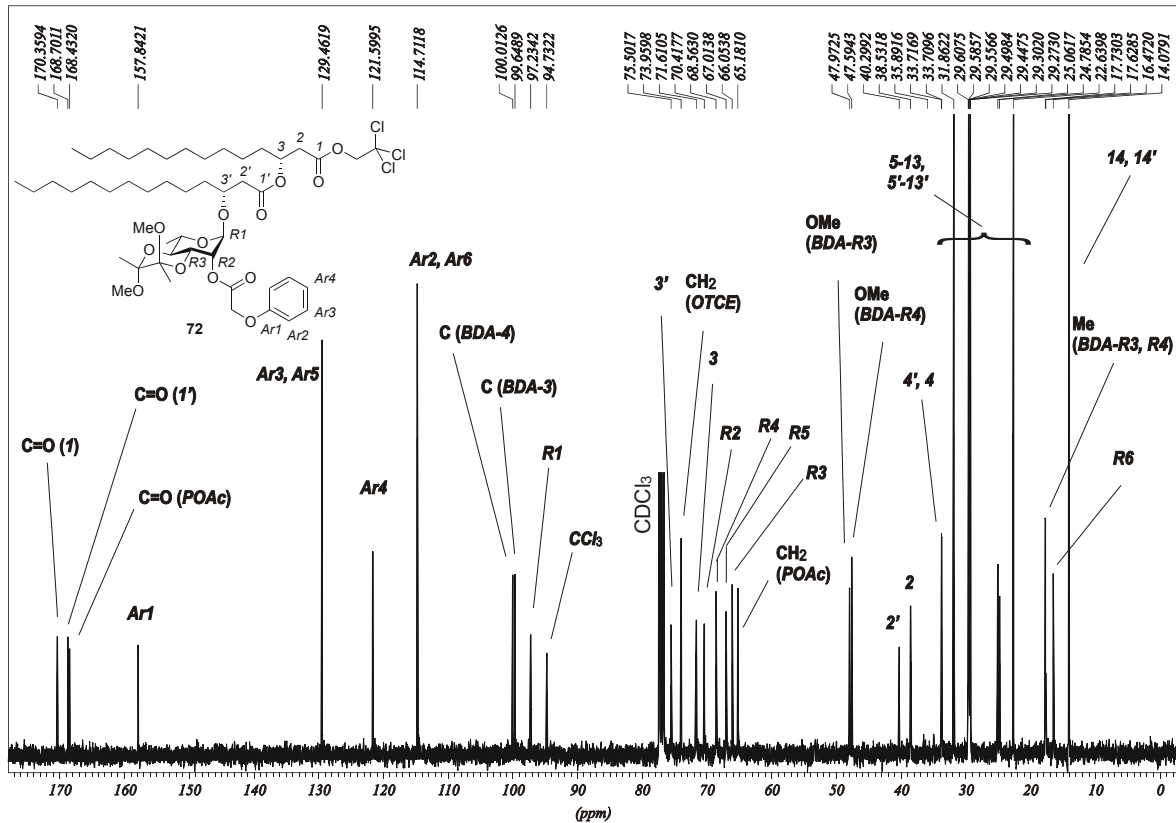 170.3594
168.7011
168.4320
157.8421
129.4619
121.5995
114.7118
100.0126
99.6489
97.2342
94.7322
75.5017
73.9598
71.6105
70.4177
68.5630
67.0138
66.0538
65.1810
47.9725
47.5943
40.2992
38.5318
35.8916
33.7169
33.7096
31.8622
29.6075
29.5857
29.5566
29.4984
29.4475
29.3020
29.2730
25.0617
24.7854
22.6398
17.7303
17.6285
16.4720
14.0791
3 2 1 O Cl Cl Cl
O
3' 2' 1' O
O
O
R1
MeO O
O R3 R2
O
MeO O
O
Ar4
Ar3
Ar1
Ar2
72
C=O (1)
C=O (1')
C=O (POAc)
Ar1
Ar3, Ar5
Ar4
Ar2, Ar6
C (BDA-4)
C (BDA-3)
R1
CCl3
CDCl3
3'
CH2
(OTCE)
3
R2
R4
R5
R3
CH2
(POAc)
OMe
(BDA-R3)
OMe
(BDA-R4)
2'
2
4', 4
5-13,
5'-13'
14, 14'
Me
(BDA-R3, R4)
R6
170 160 150 140 130 120 110 100 90 80 70 60 50 40 30 20 10 0
(ppm)